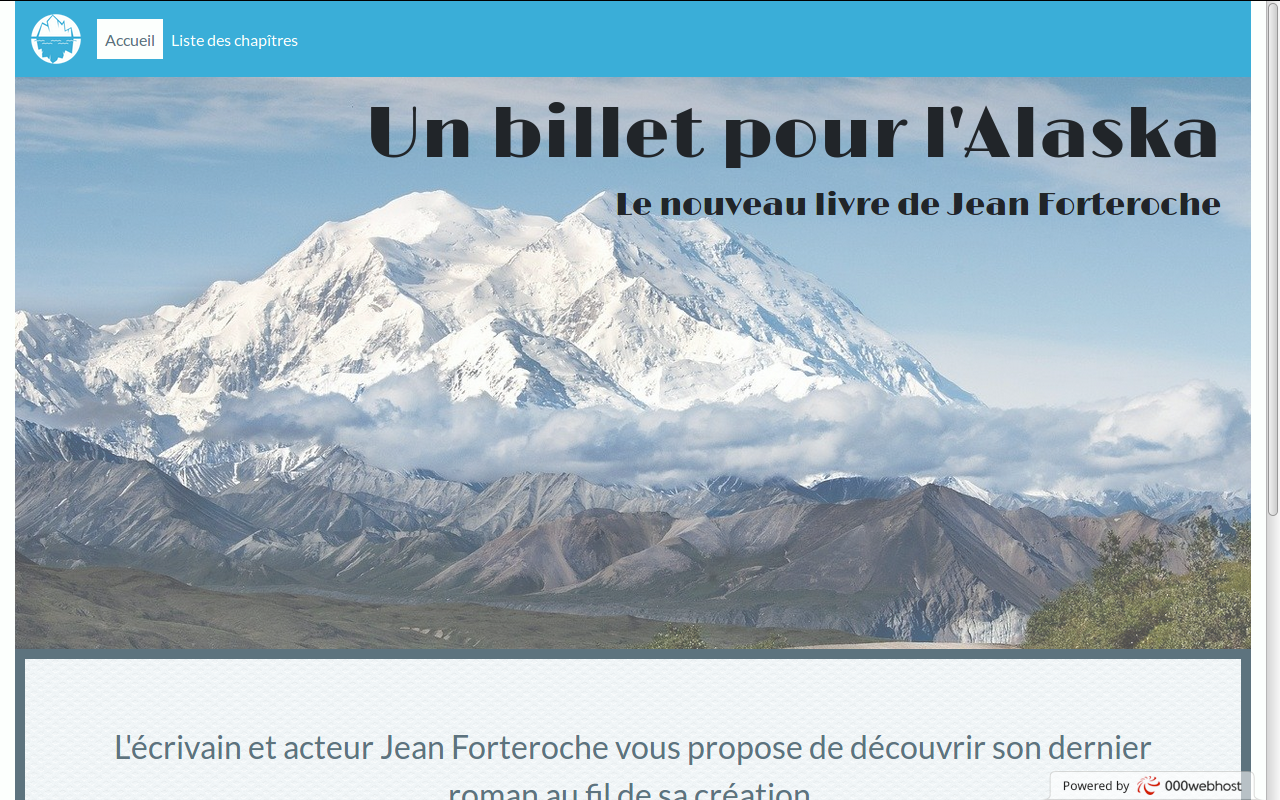 Accueil
Liste des chapîtres
Un billet pour l'Alaska
Le nouveau livre de Jean Forteroche
L'écrivain et acteur Jean Forteroche vous propose de découvrir son dernier
roman au fil de sa création
Powered by 000webhost